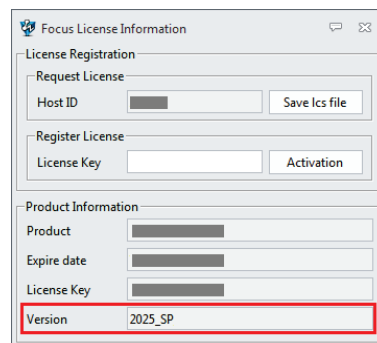 Focus License Information
License Registration
Request License
Host ID
Save lcs file
Register License
License Key
Activation
Product Information
Product
Expire date
License Key
Version 2025_SP